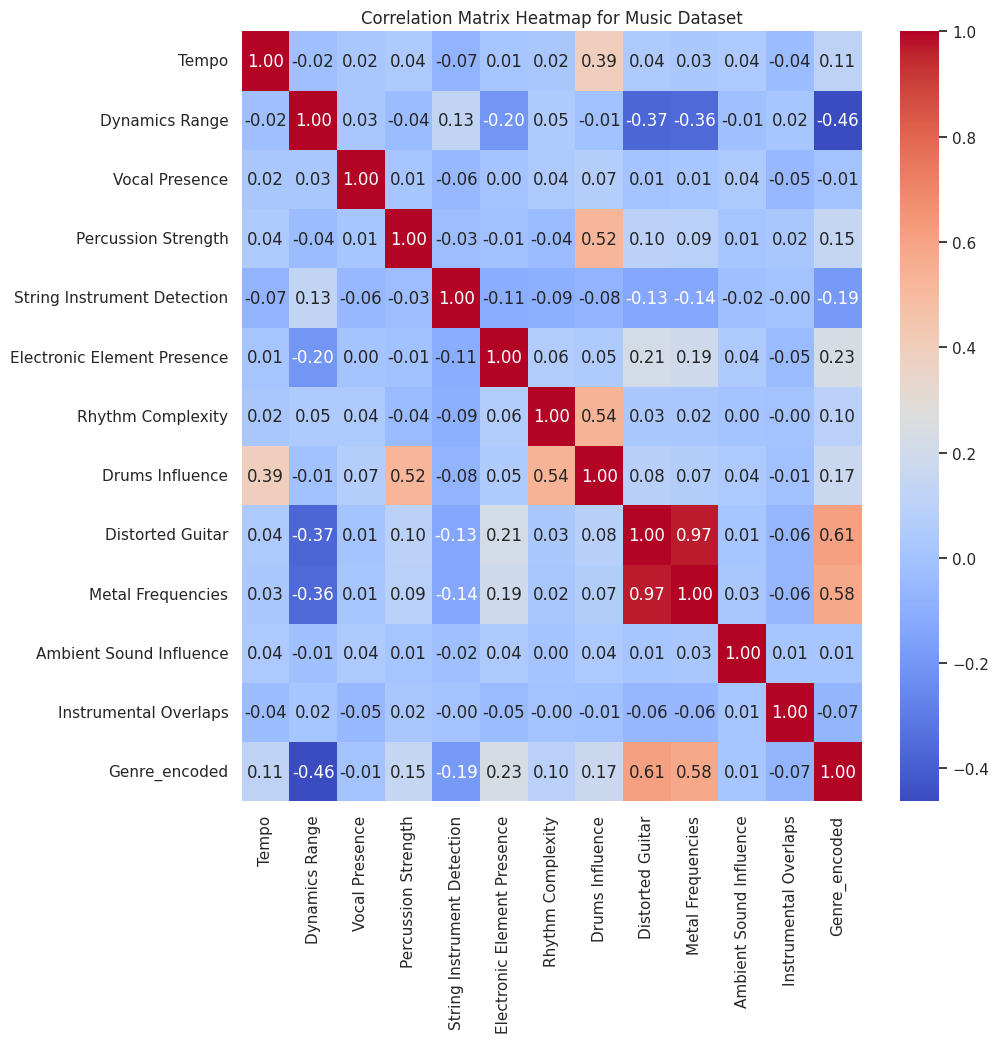 Correlation Matrix Heatmap for Music Dataset
Tempo 1.00 -0.02 0.02 0.04 -0.07 0.01 0.02 0.39 0.04 0.03 0.04 -0.04 0.11
Dynamics Range -0.02 1.00 0.03 -0.04 0.13 -0.20 0.05 -0.01 -0.37 -0.36 -0.01 0.02 -0.46
Vocal Presence 0.02 0.03 1.00 0.01 -0.06 0.00 0.04 0.07 0.01 0.01 0.04 -0.05 -0.01
Percussion Strength 0.04 -0.04 0.01 1.00 -0.03 -0.01 -0.04 0.52 0.10 0.09 0.01 0.02 0.15
String Instrument Detection -0.07 0.13 -0.06 -0.03 1.00 -0.11 -0.09 -0.08 -0.13 -0.14 -0.02 -0.00 -0.19
Electronic Element Presence 0.01 -0.20 0.00 -0.01 -0.11 1.00 0.06 0.05 0.21 0.19 0.04 -0.05 0.23
Rhythm Complexity 0.02 0.05 0.04 -0.04 -0.09 0.06 1.00 0.54 0.03 0.02 0.00 -0.00 0.10
Drums Influence 0.39 -0.01 0.07 0.52 -0.08 0.05 0.54 1.00 0.08 0.07 0.04 -0.01 0.17
Distorted Guitar 0.04 -0.37 0.01 0.10 -0.13 0.21 0.03 0.08 1.00 0.97 0.01 -0.06 0.61
Metal Frequencies 0.03 -0.36 0.01 0.09 -0.14 0.19 0.02 0.07 0.97 1.00 0.03 -0.06 0.58
Ambient Sound Influence 0.04 -0.01 0.04 0.01 -0.02 0.04 0.00 0.04 0.01 0.03 1.00 0.01 0.01
Instrumental Overlaps -0.04 0.02 -0.05 0.02 -0.00 -0.05 -0.00 -0.01 -0.06 -0.06 0.01 1.00 -0.07
Genre_encoded 0.11 -0.46 -0.01 0.15 -0.19 0.23 0.10 0.17 0.61 0.58 0.01 -0.07 1.00
Tempo
Dynamics Range
Vocal Presence
Percussion Strength
String Instrument Detection
Electronic Element Presence
Rhythm Complexity
Drums Influence
Distorted Guitar
Metal Frequencies
Ambient Sound Influence
Instrumental Overlaps
Genre_encoded
1.0
0.8
0.6
0.4
0.2
0.0
−0.2
−0.4